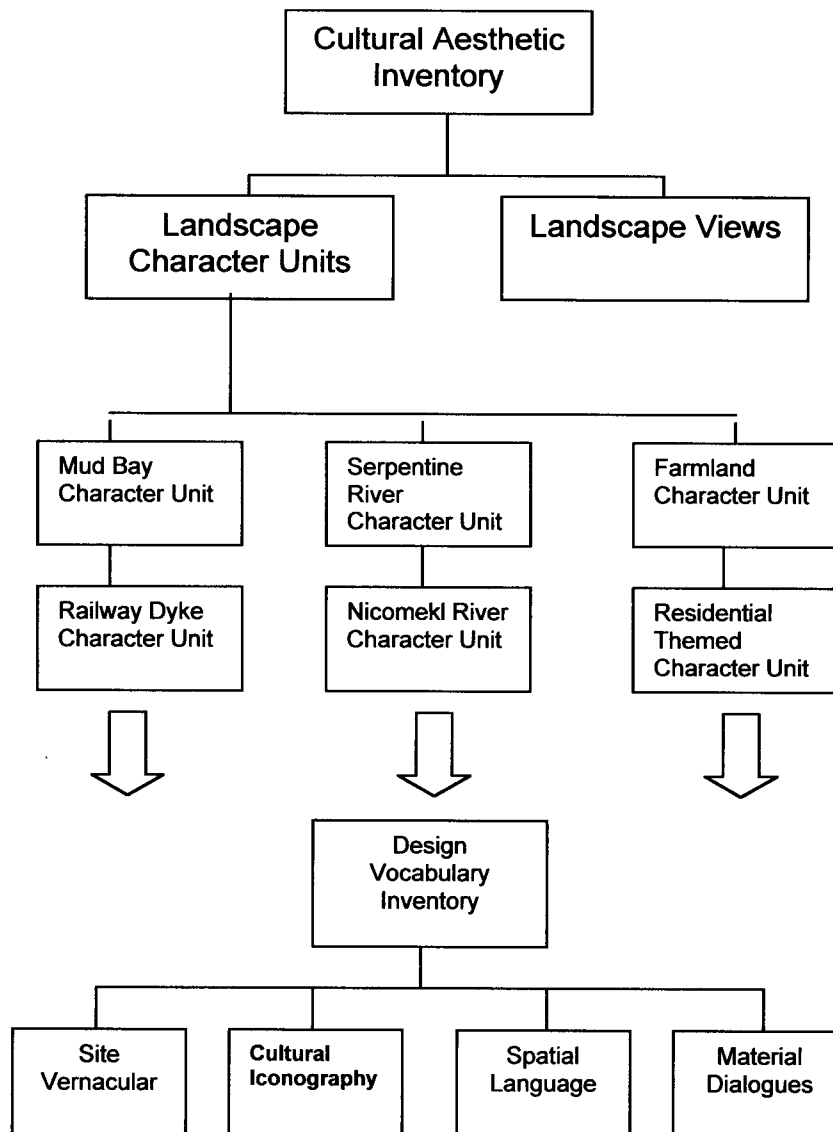 Cultural Aesthetic
Inventory
Landscape
Character Units
Landscape Views
Mud Bay
Character Unit
Serpentine
River
Character Unit
Farmland
Character Unit
Railway Dyke
Character Unit
Nicomekl River
Character Unit
Residential
Themed
Character Unit
Design
Vocabulary
Inventory
Site
Vernacular
Cultural
Iconography
Spatial
Language
Material
Dialogues